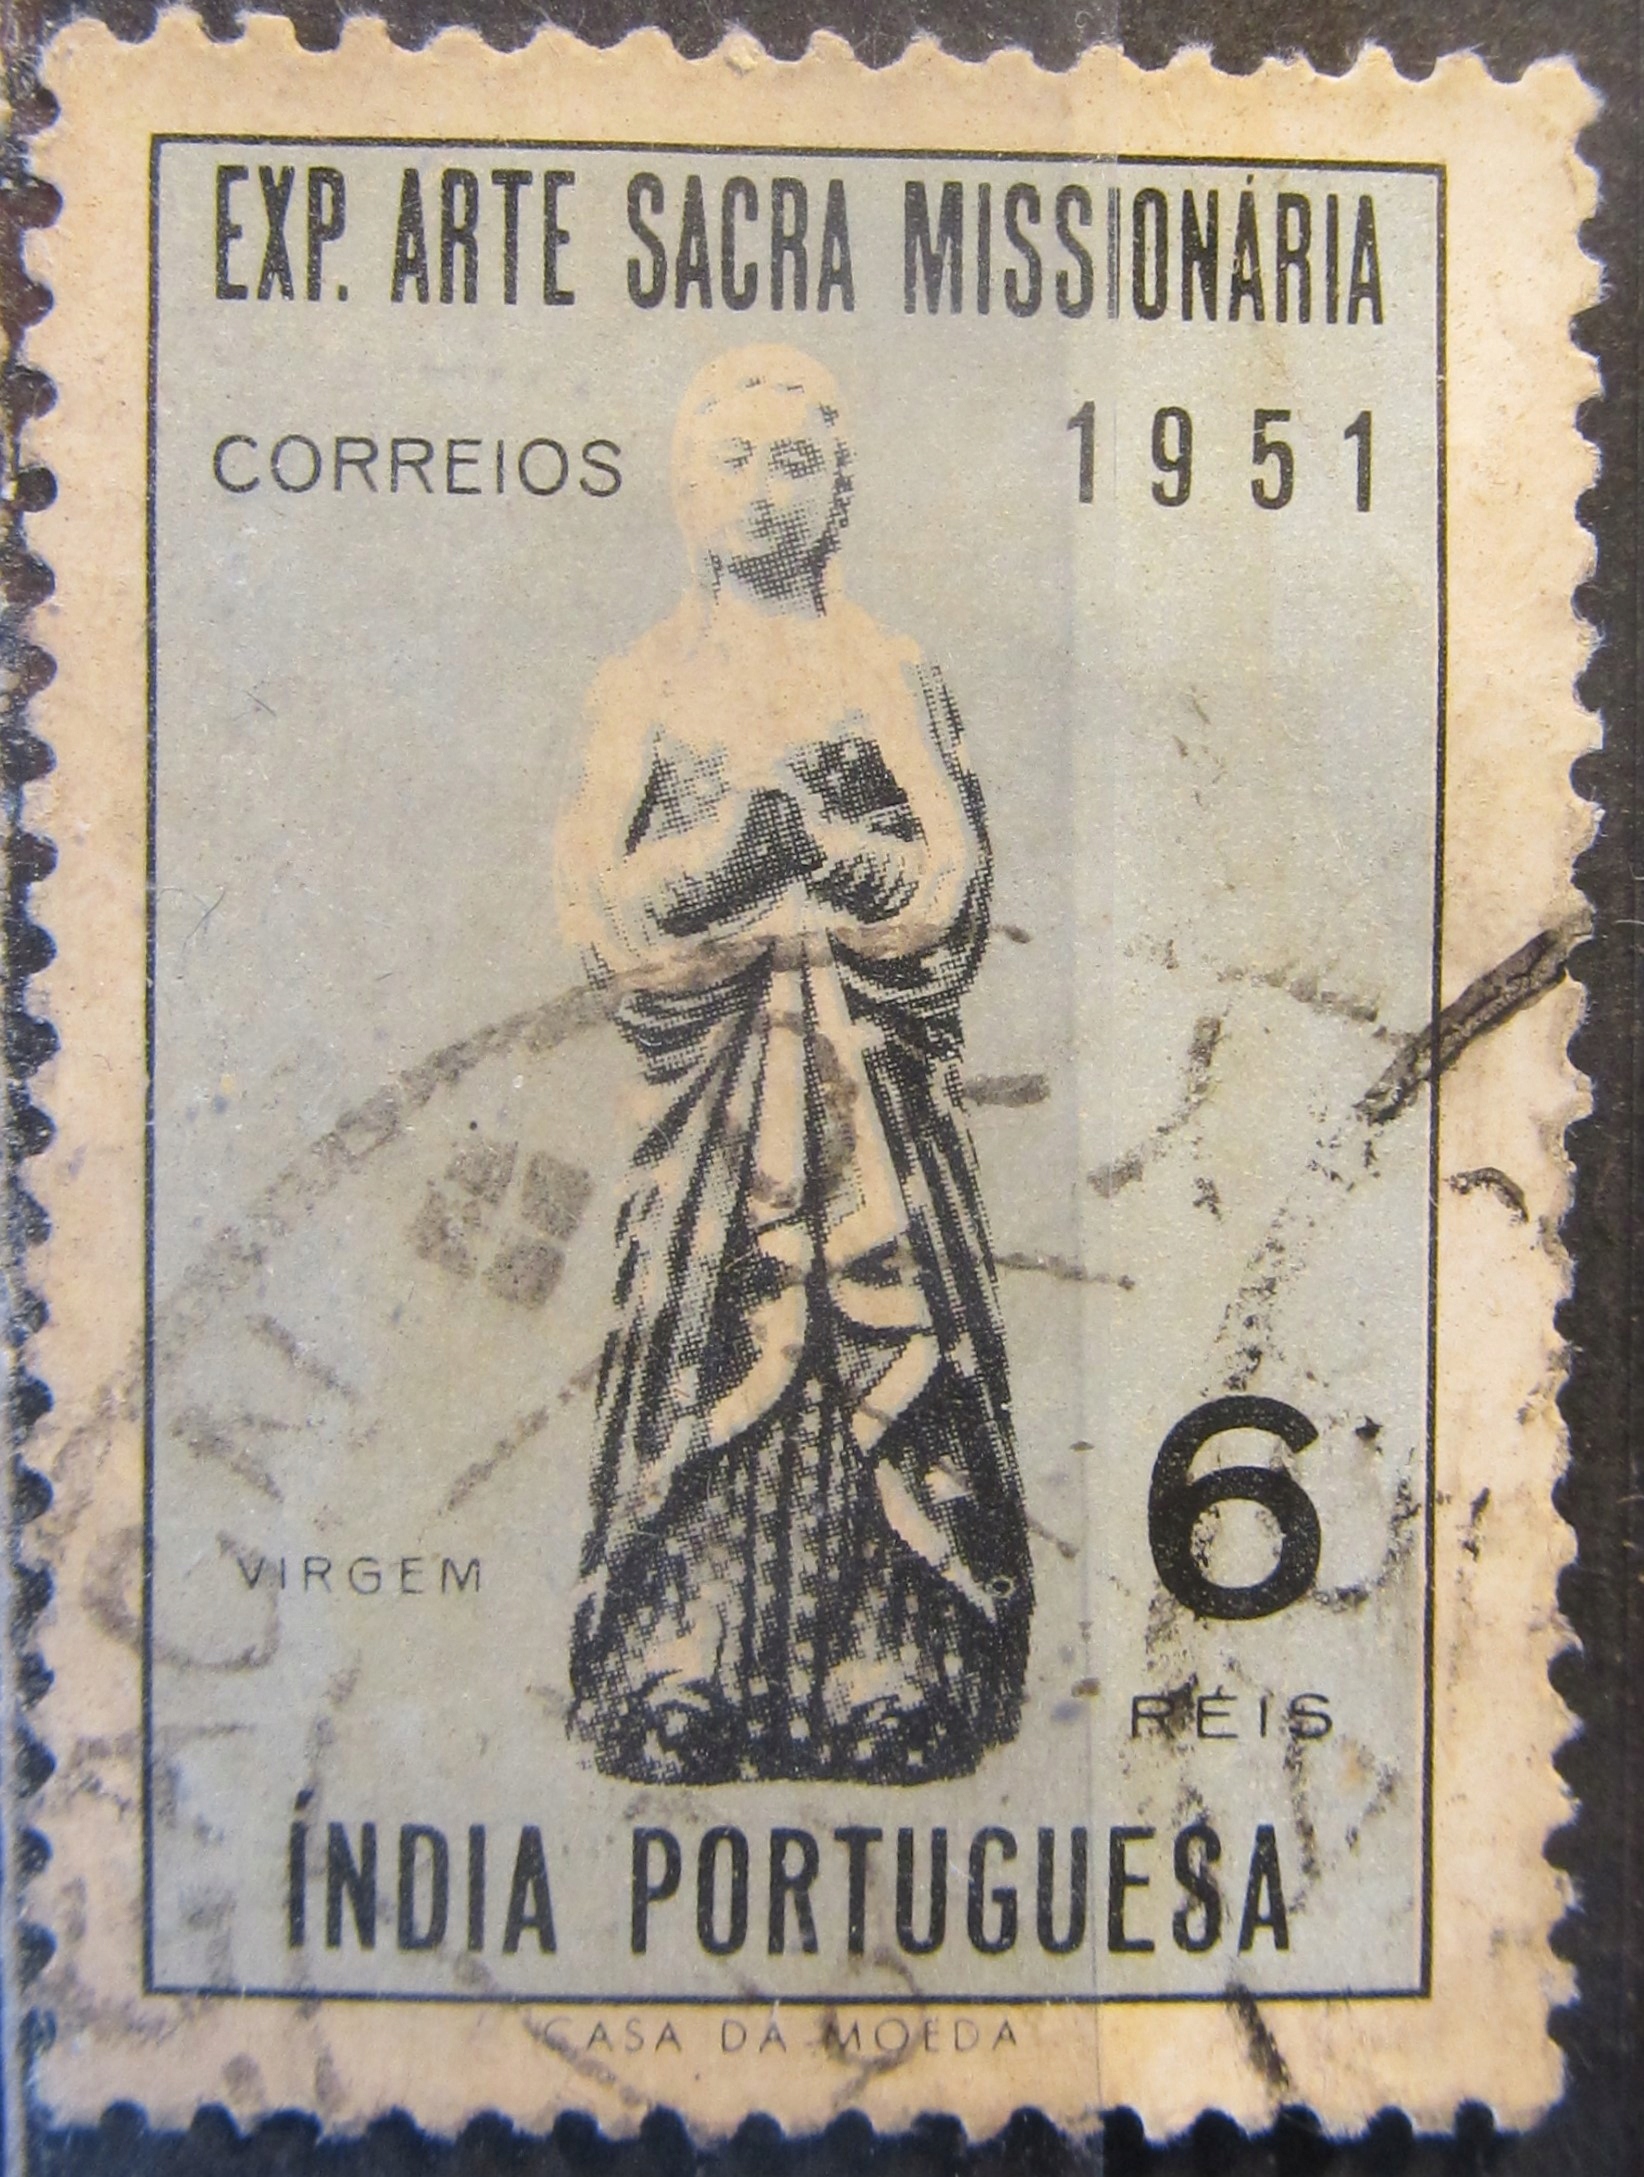 EXP. ARTE SACRA MISSIONÁRIA
CORREIOS
1951
6
VIRGEM
RÉIS
ÍNDIA PORTUGUESA
CASA DA MOEDA